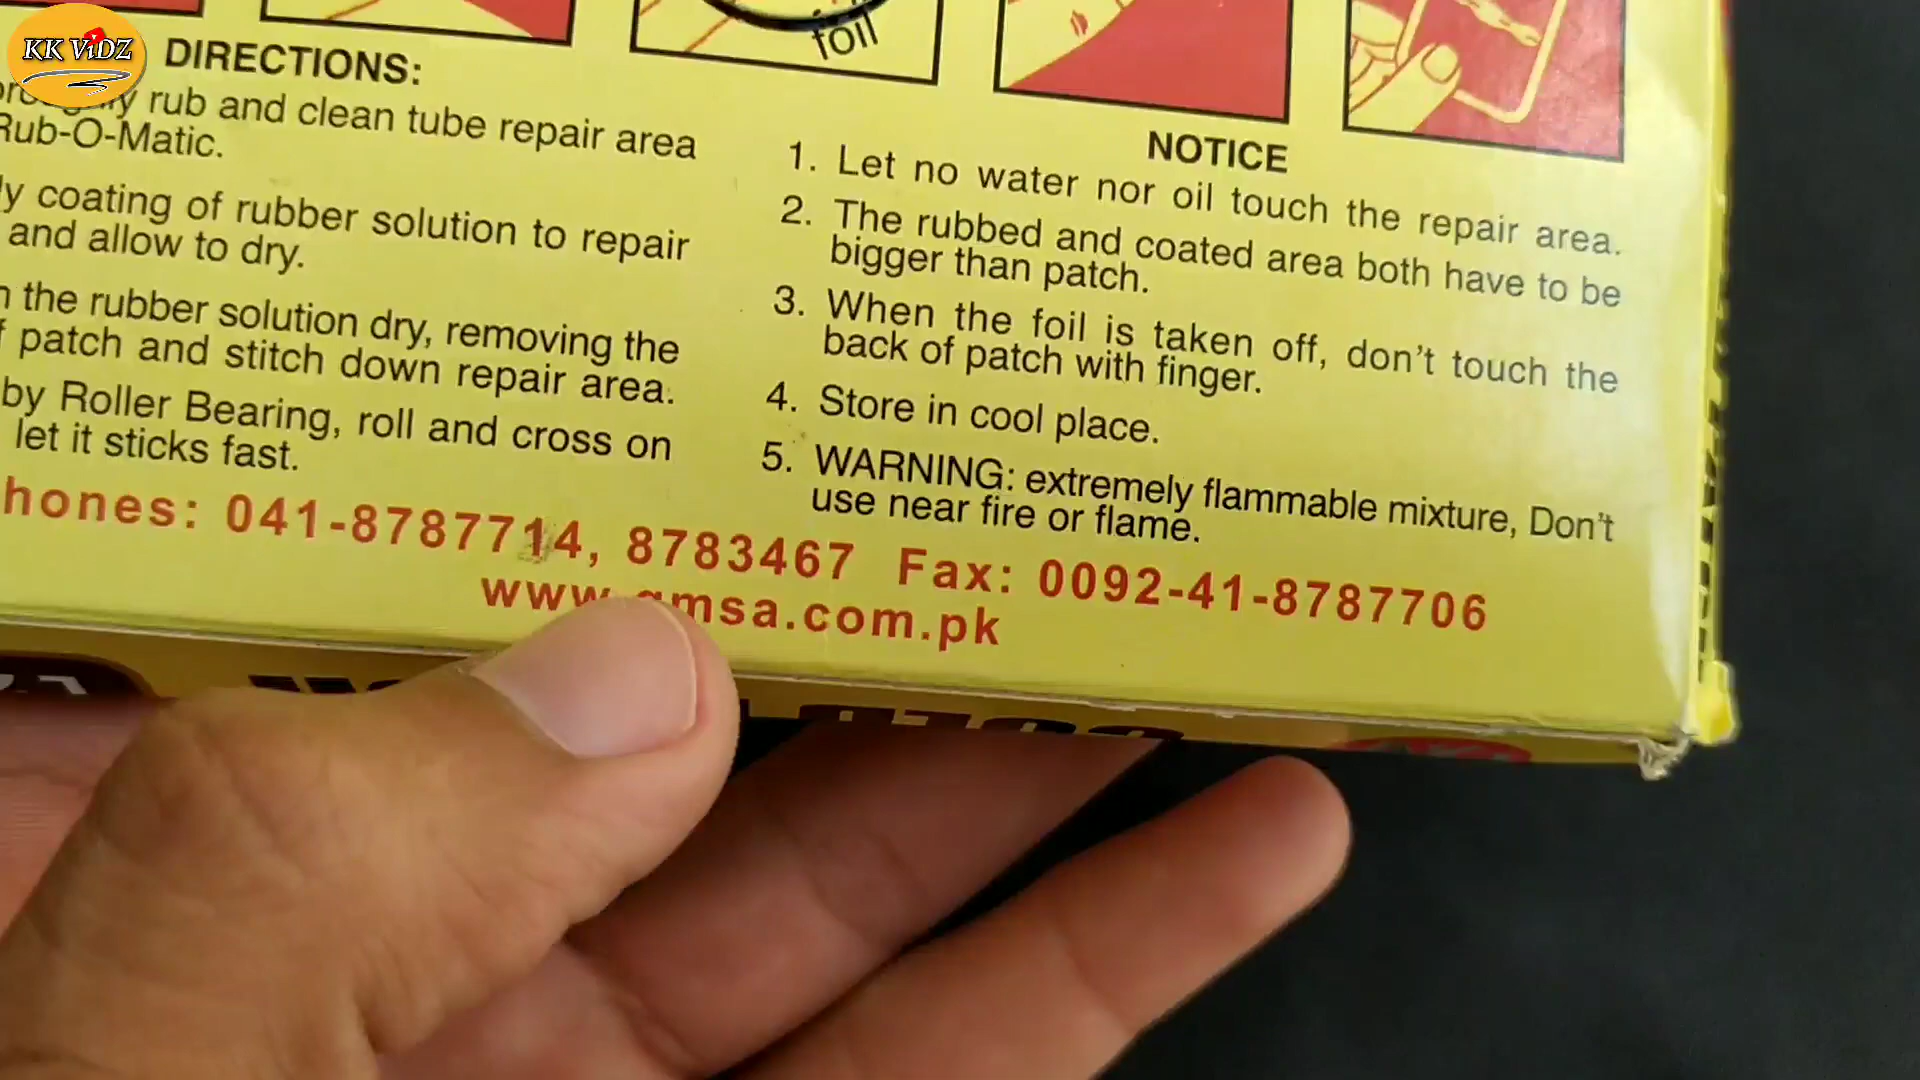 KK ViDZ
foil
DIRECTIONS:
rub and clean tube repair area
Rub-O-Matic.
coating of rubber solution to repair
and allow to dry.
the rubber solution dry, removing the
patch and stitch down repair area.
by Roller Bearing, roll and cross on
let it sticks fast.
NOTICE
1. Let no water nor oil touch the repair area.
2. The rubbed and coated area both have to be
bigger than patch.
3. When the foil is taken off, don't touch the
back of patch with finger.
4. Store in cool place.
5. WARNING: extremely flammable mixture, Don't
use near fire or flame.
hones: 041-8787714, 8783467 Fax: 0092-41-8787706
www.gmsa.com.pk